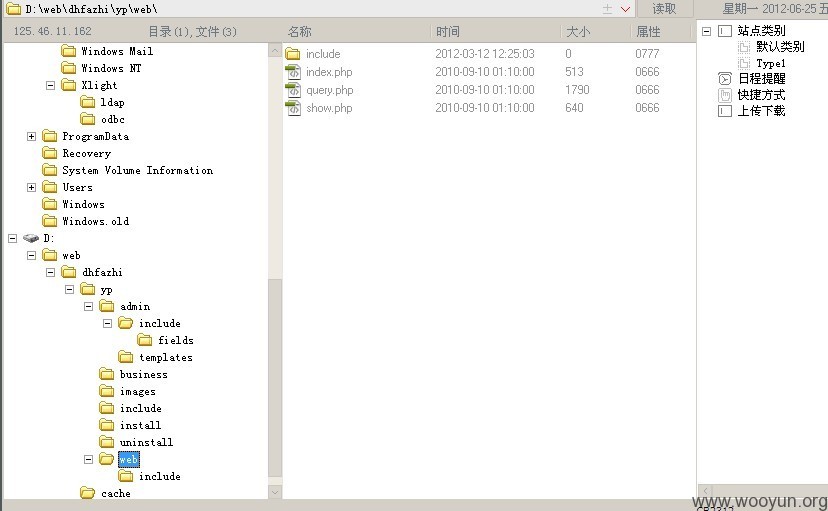 D:\web\dhfazhi\yp\web\ 读取 星期一 2012-06-25 五
125.46.11.162 目录(1),文件(3) 名称 时间 大小 属性
include 2012-03-12 12:25:03 0 0777
index.php 2010-09-10 01:10:00 513 0666
query.php 2010-09-10 01:10:00 1790 0666
show.php 2010-09-10 01:10:00 640 0666
Windows Mail
Windows NT
Xlight
ldap
odbc
ProgramData
Recovery
System Volume Information
Users
Windows
Windows.old
D:
web
dhfazhi
yp
admin
include
fields
templates
business
images
include
install
uninstall
web
include
cache
站点类别
默认类别
Type1
日程提醒
快捷方式
上传下载
www.wooyun.org